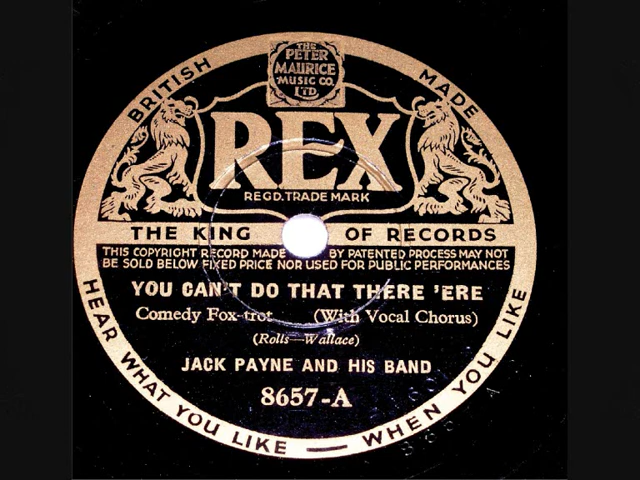 THE
PETER
MAURICE
MUSIC CO.
LTD.
BRITISH MADE
REX
REGD. TRADE MARK
THE KING OF RECORDS
THIS COPYRIGHT RECORD MADE BY PATENTED PROCESS MAY NOT
BE SOLD BELOW FIXED PRICE NOR USED FOR PUBLIC PERFORMANCES
YOU CAN'T DO THAT THERE 'ERE
Comedy Fox-trot (With Vocal Chorus)
(Rolls—Wallace)
JACK PAYNE AND HIS BAND
8657-A
HEAR WHAT YOU LIKE — WHEN YOU LIKE